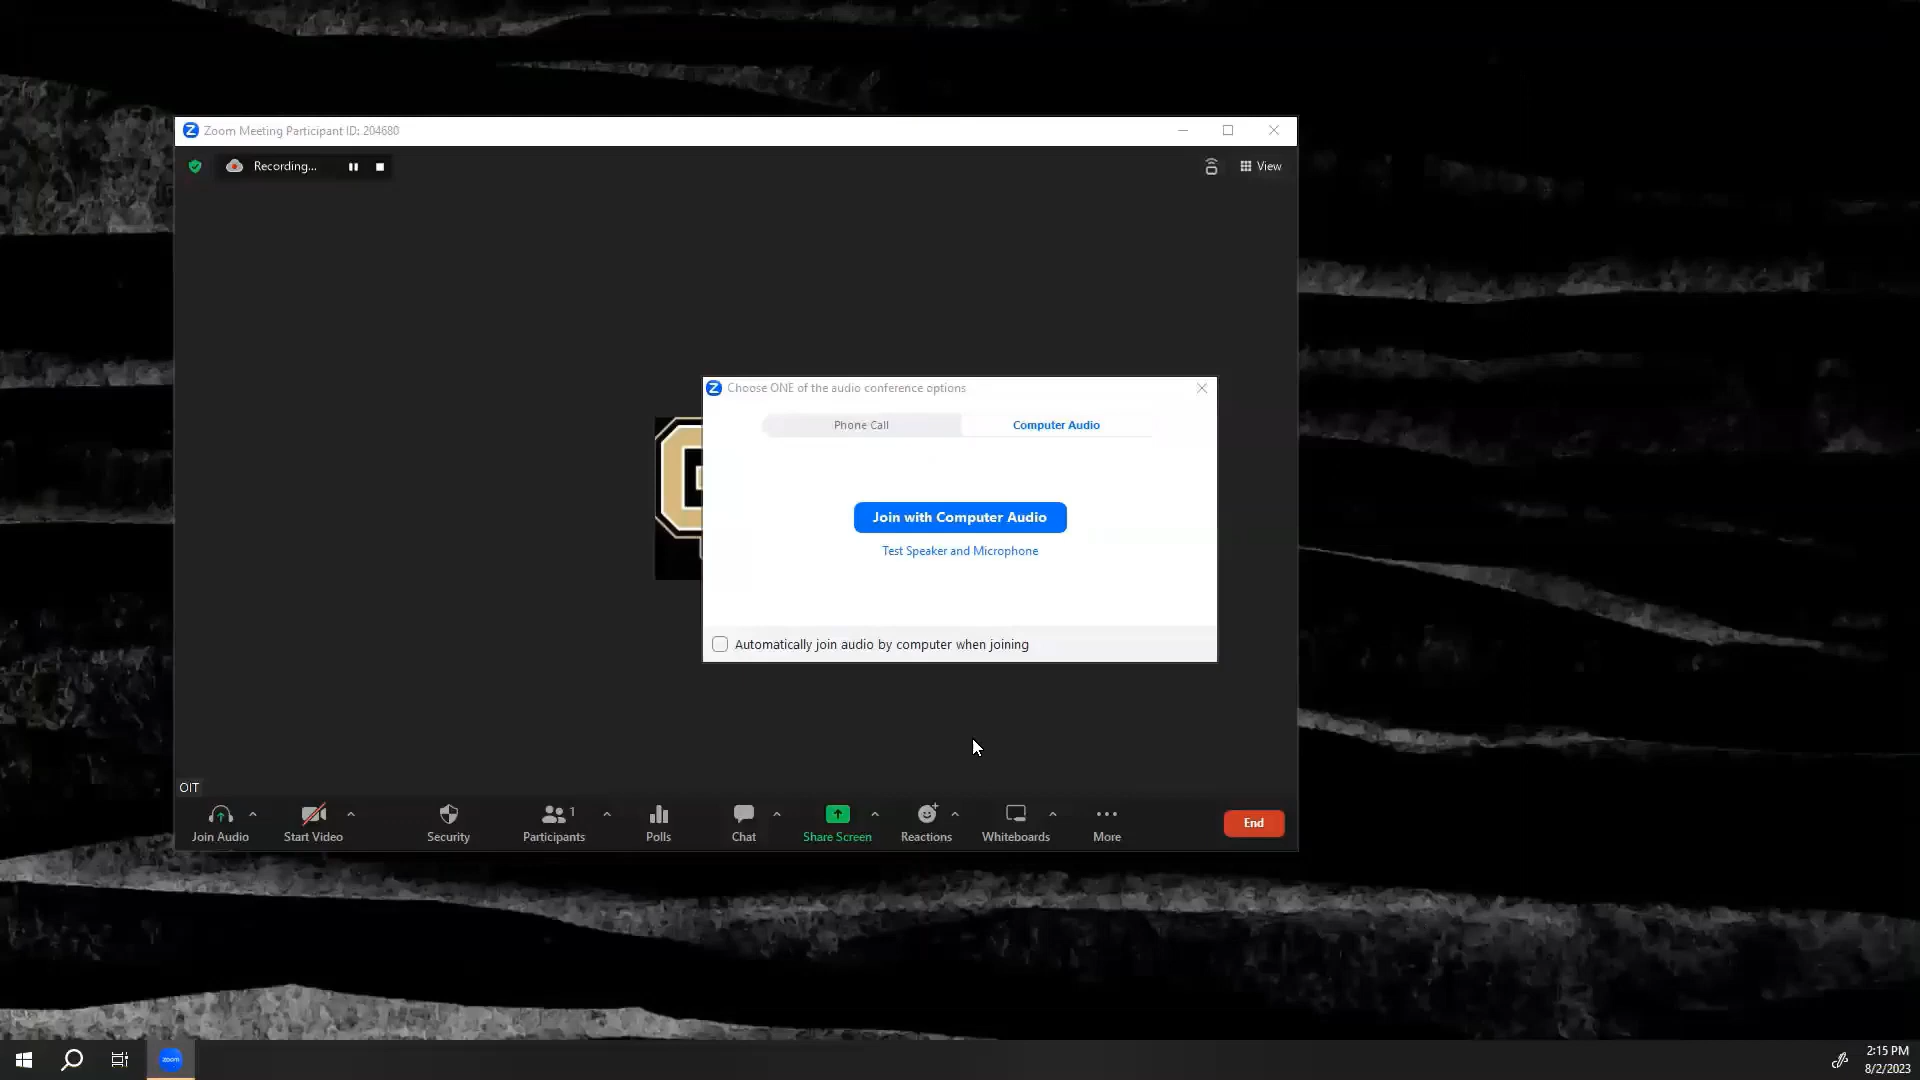 Zoom Meeting Participant ID: 204680
Recording...
View
Choose ONE of the audio conference options
Phone Call
Computer Audio
Join with Computer Audio
Test Speaker and Microphone
Automatically join audio by computer when joining
OIT
1
Join Audio
Start Video
Security
Participants
Polls
Chat
Share Screen
Reactions
Whiteboards
More
End
zoom
2:15 PM
8/2/2023